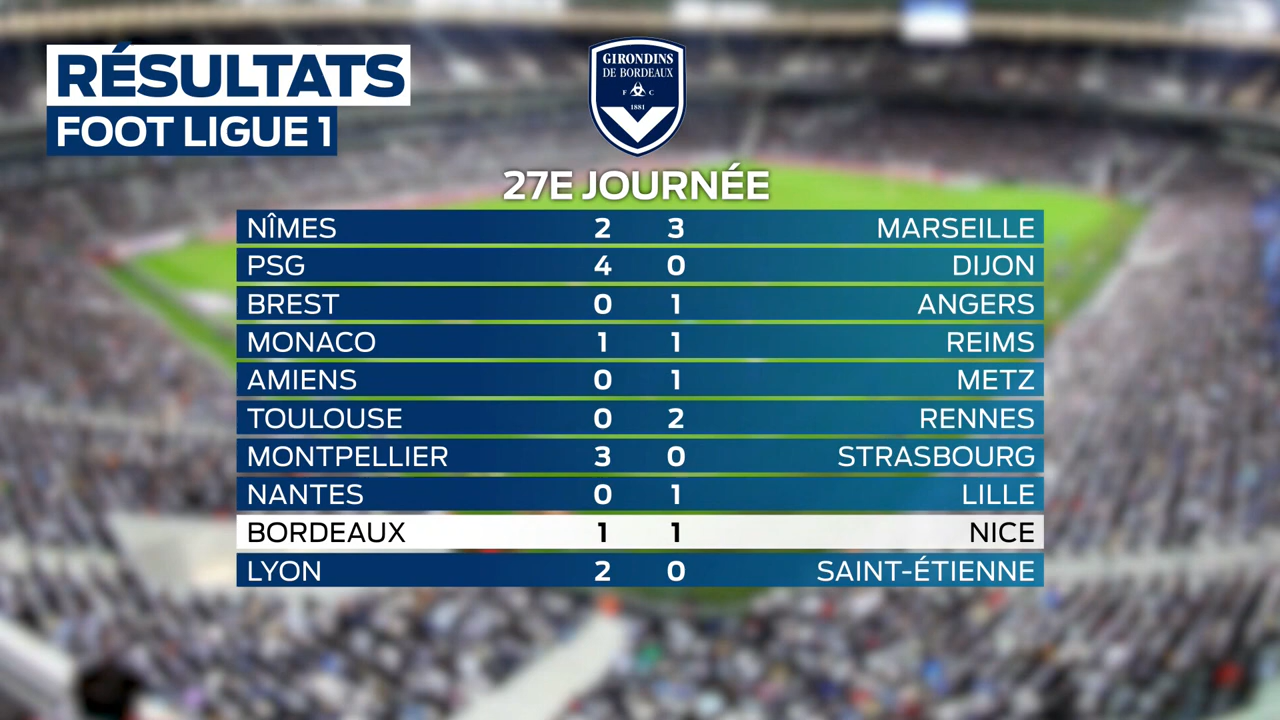 RÉSULTATS
FOOT LIGUE 1
GIRONDINS
DE BORDEAUX
F C
1881
27E JOURNÉE
NÎMES 2 3 MARSEILLE
PSG 4 0 DIJON
BREST 0 1 ANGERS
MONACO 1 1 REIMS
AMIENS 0 1 METZ
TOULOUSE 0 2 RENNES
MONTPELLIER 3 0 STRASBOURG
NANTES 0 1 LILLE
BORDEAUX 1 1 NICE
LYON 2 0 SAINT-ÉTIENNE